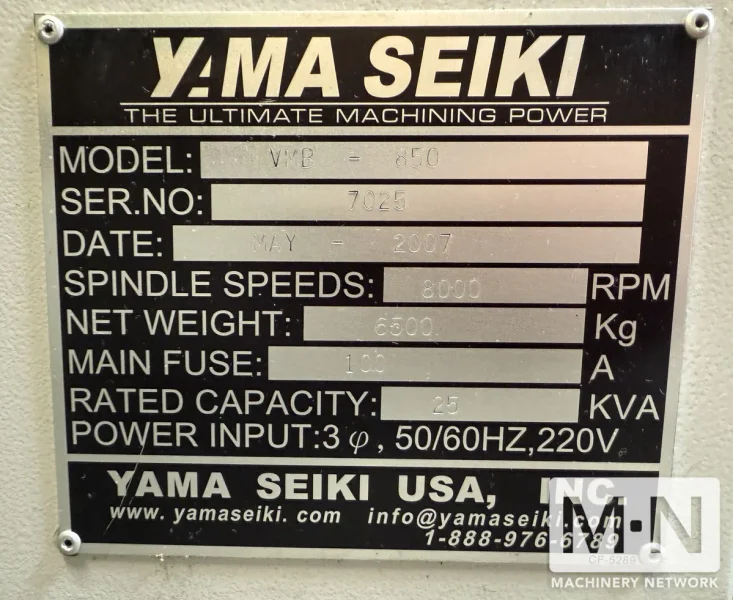 YAMA SEIKI
THE ULTIMATE MACHINING POWER
MODEL: VMB - 850
SER.NO: 7025
DATE: MAY - 2007
SPINDLE SPEEDS: 8000 RPM
NET WEIGHT: 6500 Kg
MAIN FUSE: 100 A
RATED CAPACITY: 25 KVA
POWER INPUT:3 φ , 50/60HZ,220V
YAMA SEIKI USA, INC.
www. yamaseiki. com info@yamaseiki.com
1-888-976-6789
M·N
CP-5289
MACHINERY NETWORK